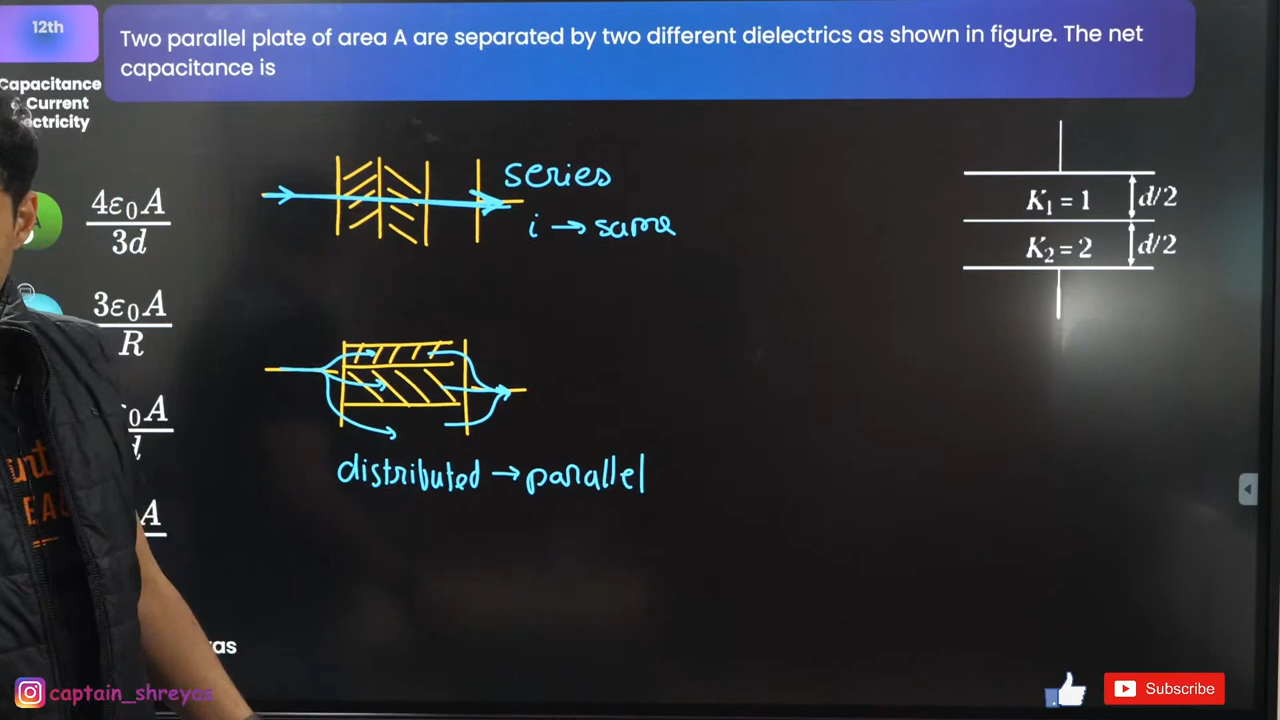 12th
Two parallel plate of area A are separated by two different dielectrics as shown in figure. The net
capacitance is
Capacitance
Current
series
i → same
K₁ = 1
d/2
K₂ = 2
d/2
4ε₀A
3d
3ε₀A
R
₀A
A
distributed → parallel
captain_shreyas
Subscribe